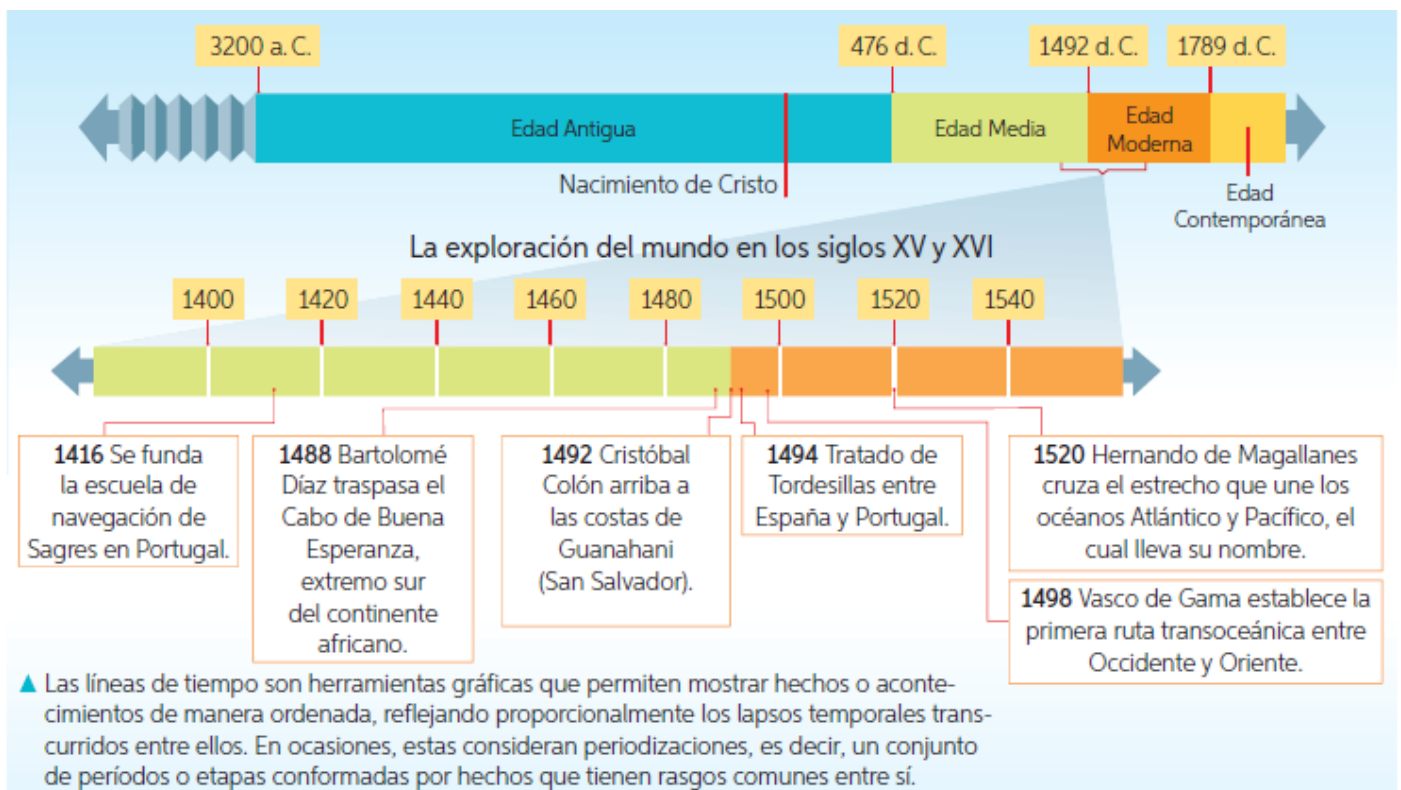 3200 a. C.
476 d. C.
1492 d. C.
1789 d. C.
Edad Antigua
Edad Media
Edad
Moderna
Nacimiento de Cristo
Edad
Contemporánea
La exploración del mundo en los siglos XV y XVI
1400
1420
1440
1460
1480
1500
1520
1540
1416 Se funda
la escuela de
navegación de
Sagres en Portugal.
1488 Bartolomé
Díaz traspasa el
Cabo de Buena
Esperanza,
extremo sur
del continente
africano.
1492 Cristóbal
Colón arriba a
las costas de
Guanahani
(San Salvador).
1494 Tratado de
Tordesillas entre
España y Portugal.
1520 Hernando de Magallanes
cruza el estrecho que une los
océanos Atlántico y Pacífico, el
cual lleva su nombre.
1498 Vasco de Gama establece la
primera ruta transoceánica entre
Occidente y Oriente.
▲ Las líneas de tiempo son herramientas gráficas que permiten mostrar hechos o aconte-
cimientos de manera ordenada, reflejando proporcionalmente los lapsos temporales trans-
curridos entre ellos. En ocasiones, estas consideran periodizaciones, es decir, un conjunto
de períodos o etapas conformadas por hechos que tienen rasgos comunes entre sí.